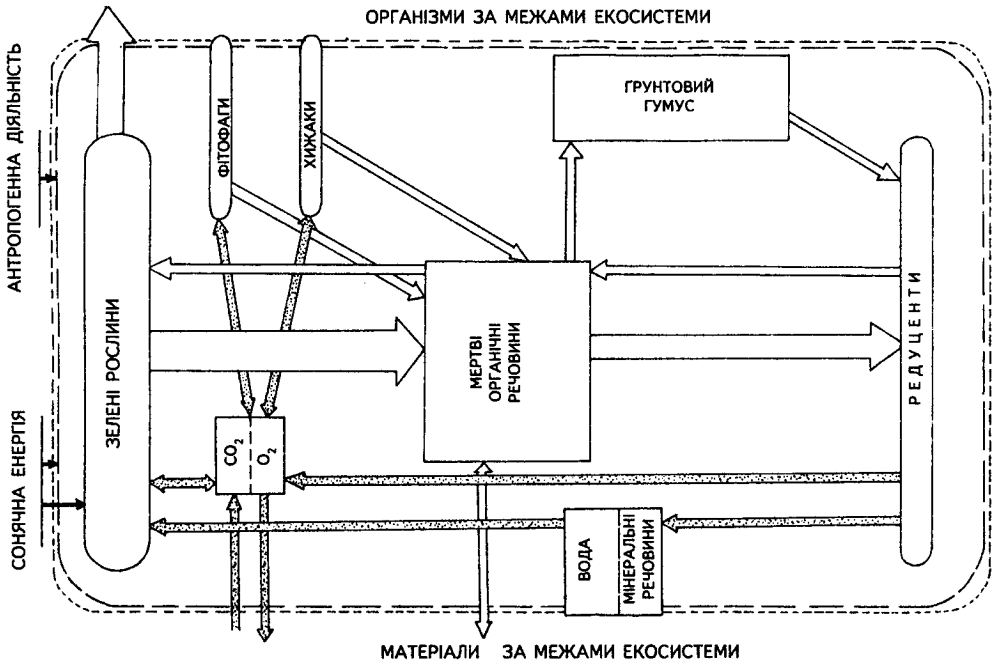 ОРГАНІЗМИ ЗА МЕЖАМИ ЕКОСИСТЕМИ
АНТРОПОГЕННА ДІЯЛЬНІСТЬ
СОНЯЧНА ЕНЕРГІЯ
ЗЕЛЕНІ РОСЛИНИ
ФІТОФАГИ
ХИЖАКИ
ҐРУНТОВИЙ
ГУМУС
МЕРТВІ
ОРГАНІЧНІ
РЕЧОВИНИ
РЕДУЦЕНТИ
CO2
O2
ВОДА
МІНЕРАЛЬНІ
РЕЧОВИНИ
МАТЕРІАЛИ ЗА МЕЖАМИ ЕКОСИСТЕМИ